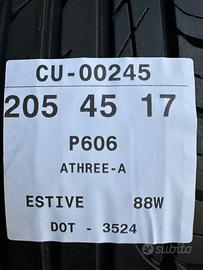 CU-00245
205 45 17
P606
ATHREE-A
ESTIVE 88W
DOT - 3524
subito